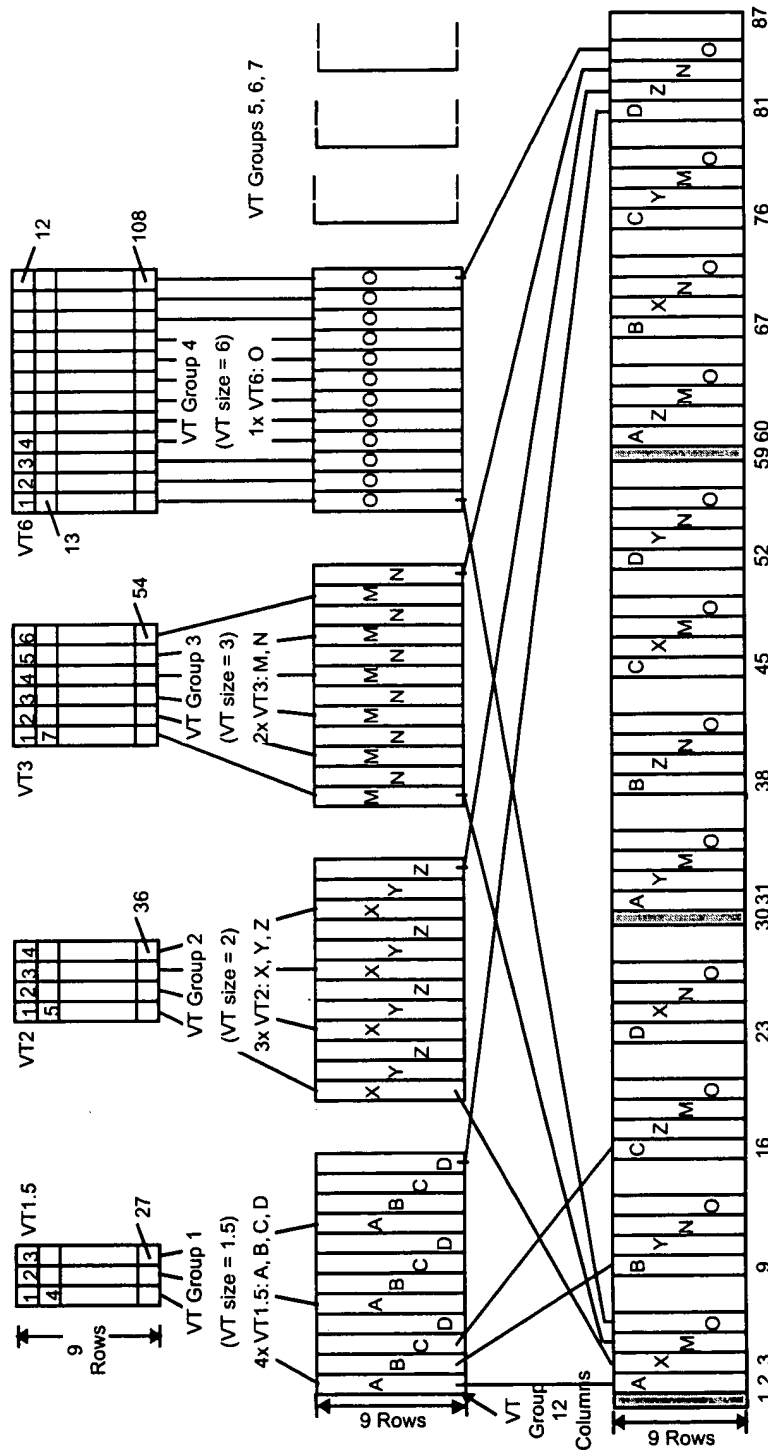 VT1.5
1 2 3
4
27
9 Rows
VT Group 1
(VT size = 1.5)
4x VT1.5: A, B, C, D
VT2
1 2 3 4
5
36
VT Group 2
(VT size = 2)
3x VT2: X, Y, Z
VT3
1 2 3 4 5 6
7
54
VT Group 3
(VT size = 3)
2x VT3: M, N
VT6
1 2 3 4
12
13
108
VT Group 4
(VT size = 6)
1x VT6: O
VT Groups 5, 6, 7
9 Rows
A B C D A B C D A B C D
X Y Z X Y Z X Y Z X Y Z
M N M N M N M N M N M N
O O O O O O O O O O O O
VT
Group
12
Columns
9 Rows
A X M O B Y N O C Z M O D X N O A Y M O B Z N O C X M O D Y N O A Z M O B X N O C Y M O D Z N O
1 2 3 9 16 23 30 31 38 45 52 59 60 67 76 81 87